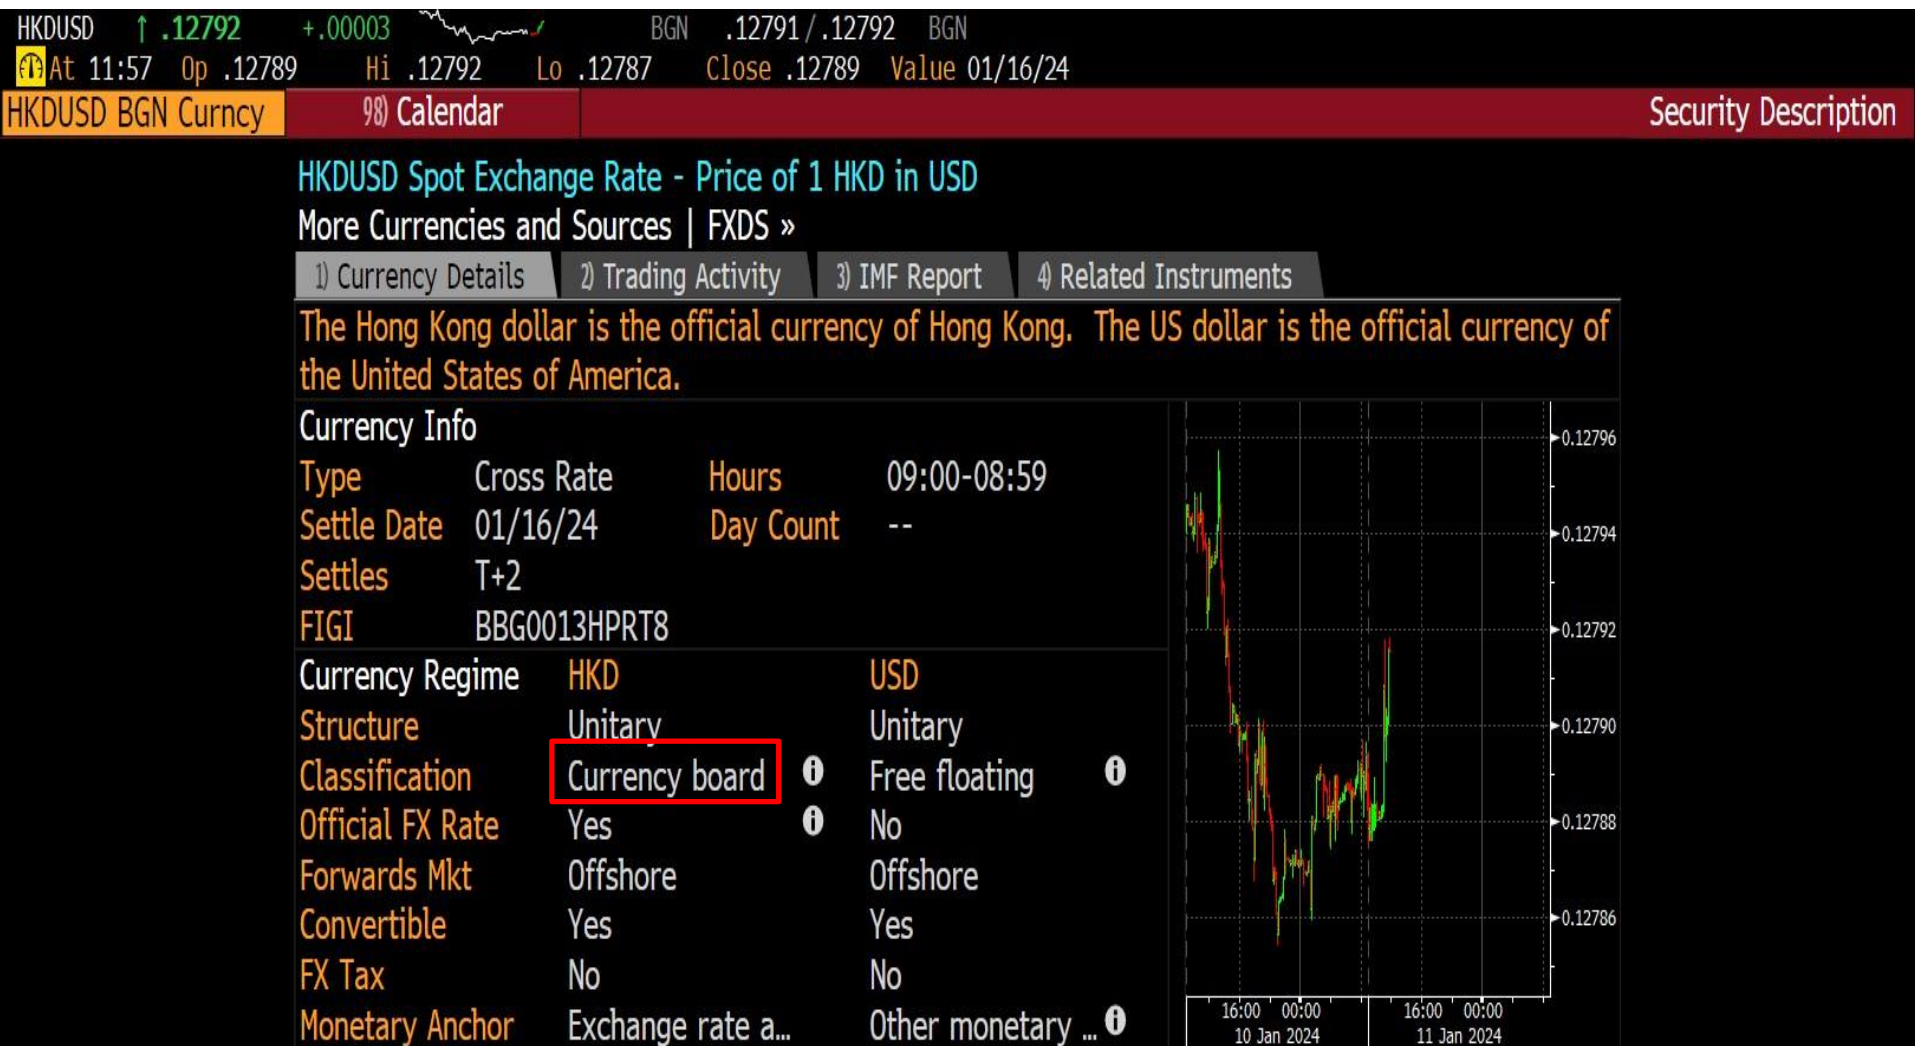 HKDUSD ↑ .12792 +.00003 BGN .12791/.12792 BGN
At 11:57 Op .12789 Hi .12792 Lo .12787 Close .12789 Value 01/16/24
HKDUSD BGN Curncy 98) Calendar Security Description
HKDUSD Spot Exchange Rate - Price of 1 HKD in USD
More Currencies and Sources | FXDS »
1) Currency Details 2) Trading Activity 3) IMF Report 4) Related Instruments
The Hong Kong dollar is the official currency of Hong Kong. The US dollar is the official currency of
the United States of America.
Currency Info
Type Cross Rate Hours 09:00-08:59
Settle Date 01/16/24 Day Count --
Settles T+2
FIGI BBG0013HPRT8
Currency Regime HKD USD
Structure Unitary Unitary
Classification Currency board Free floating
Official FX Rate Yes No
Forwards Mkt Offshore Offshore
Convertible Yes Yes
FX Tax No No
Monetary Anchor Exchange rate a... Other monetary ...
0.12796
0.12794
0.12792
0.12790
0.12788
0.12786
16:00 00:00 16:00 00:00
10 Jan 2024 11 Jan 2024